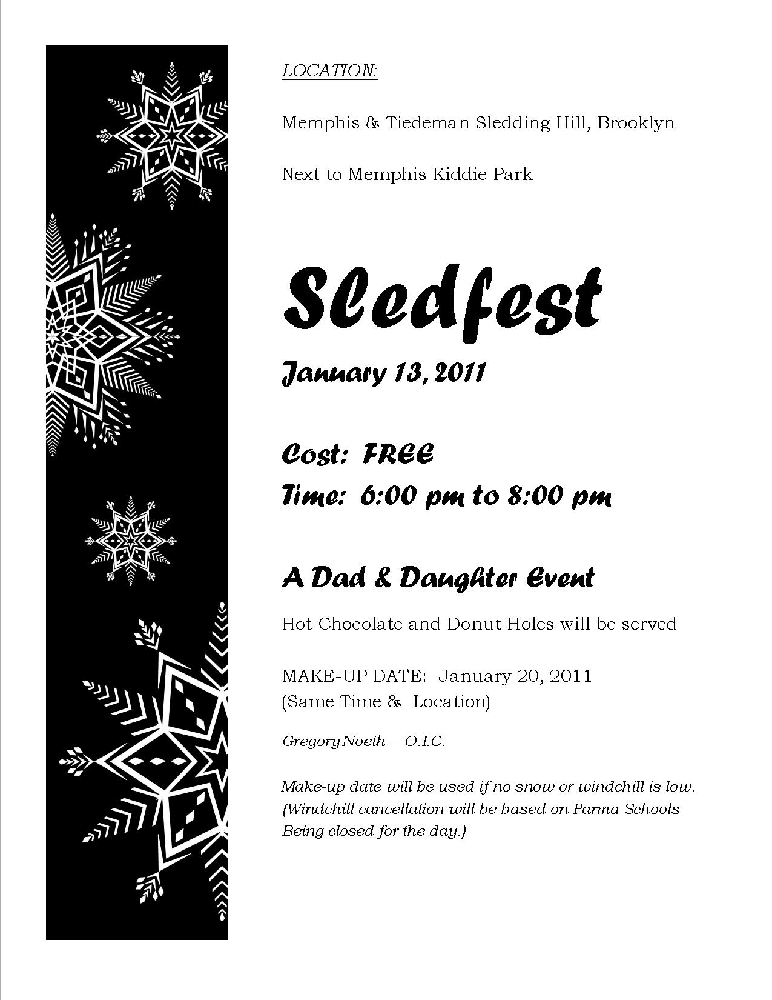 LOCATION:
Memphis & Tiedeman Sledding Hill, Brooklyn
Next to Memphis Kiddie Park
Sledfest
January 13, 2011
Cost: FREE
Time: 6:00 pm to 8:00 pm
A Dad & Daughter Event
Hot Chocolate and Donut Holes will be served
MAKE-UP DATE: January 20, 2011
(Same Time & Location)
Gregory Noeth —O.I.C.
Make-up date will be used if no snow or windchill is low.
(Windchill cancellation will be based on Parma Schools
Being closed for the day.)